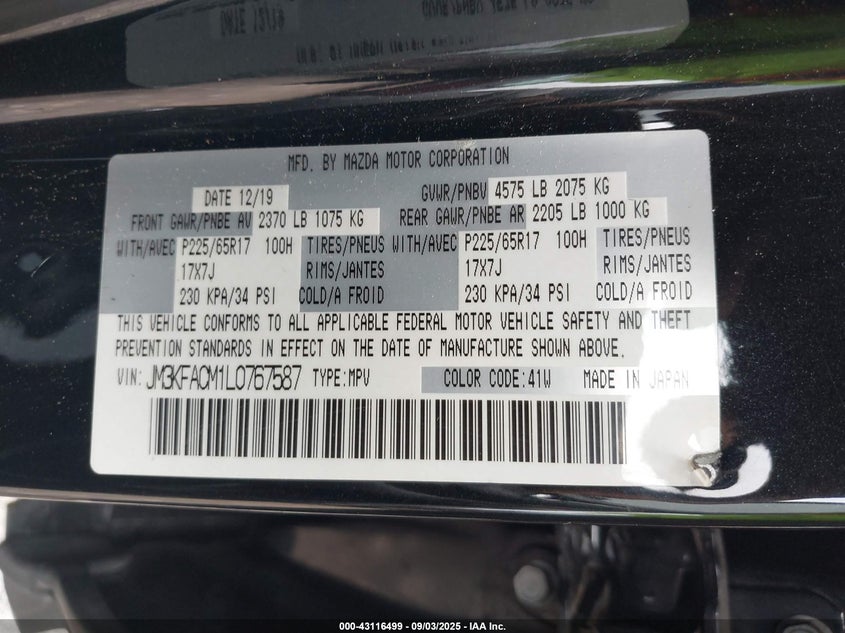 MFD. BY MAZDA MOTOR CORPORATION
DATE 12/19 GVWR/PNBV 4575 LB 2075 KG
FRONT GAWR/PNBE AV 2370 LB 1075 KG REAR GAWR/PNBE AR 2205 LB 1000 KG
WITH/AVEC P225/65R17 100H TIRES/PNEUS WITH/AVEC P225/65R17 100H TIRES/PNEUS
17X7J RIMS/JANTES 17X7J RIMS/JANTES
230 KPA/34 PSI COLD/A FROID 230 KPA/34 PSI COLD/A FROID
THIS VEHICLE CONFORMS TO ALL APPLICABLE FEDERAL MOTOR VEHICLE SAFETY AND THEFT
PREVENTION STANDARDS IN EFFECT ON THE DATE OF MANUFACTURE SHOWN ABOVE.
VIN: JM3KFACM1L0767587 TYPE:MPV COLOR CODE:41W MADE IN JAPAN
000-43116499 - 09/03/2025 - IAA Inc.